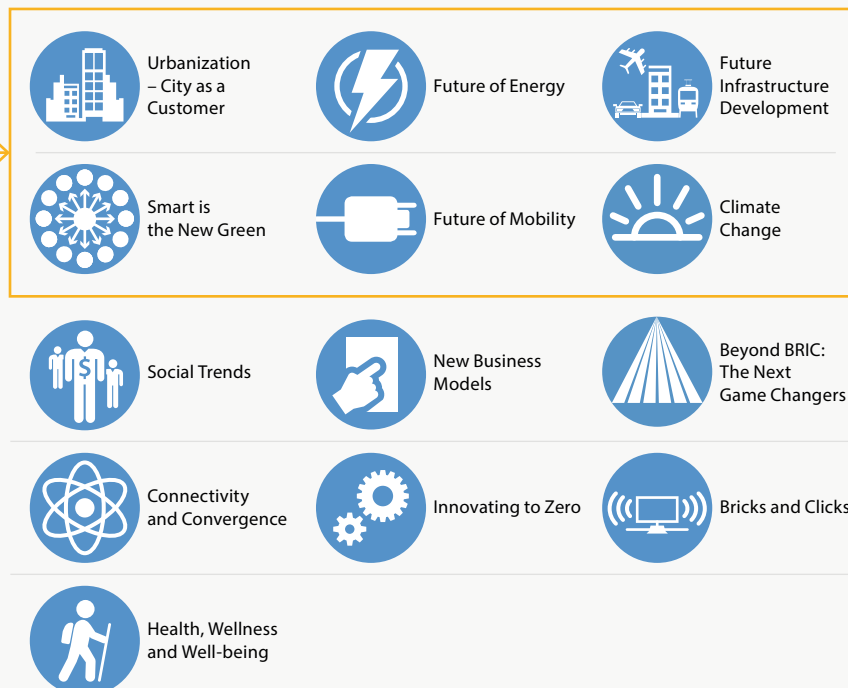 Urbanization
– City as a
Customer
Future of Energy
Future
Infrastructure
Development
Smart is
the New Green
Future of Mobility
Climate
Change
Social Trends
$
New Business
Models
Beyond BRIC:
The Next
Game Changers
Connectivity
and Convergence
Innovating to Zero
Bricks and Clicks
Health, Wellness
and Well-being